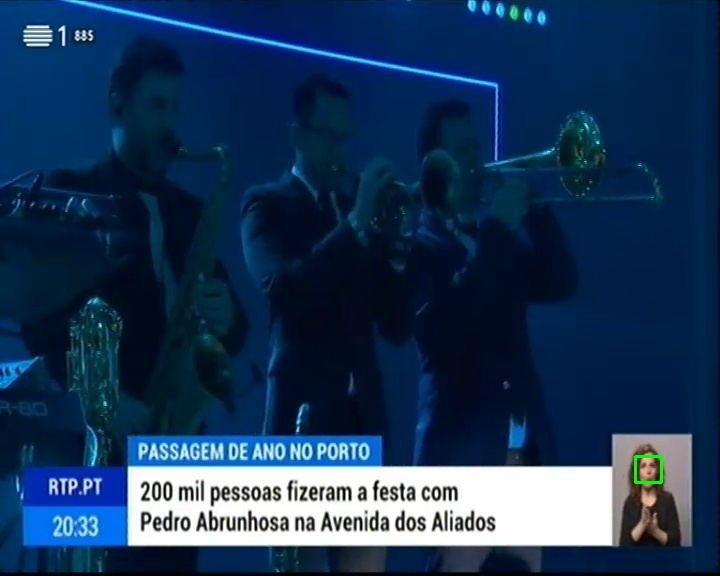 1 885
R-80
PASSAGEM DE ANO NO PORTO
RTP.PT
20:33
200 mil pessoas fizeram a festa com
Pedro Abrunhosa na Avenida dos Aliados